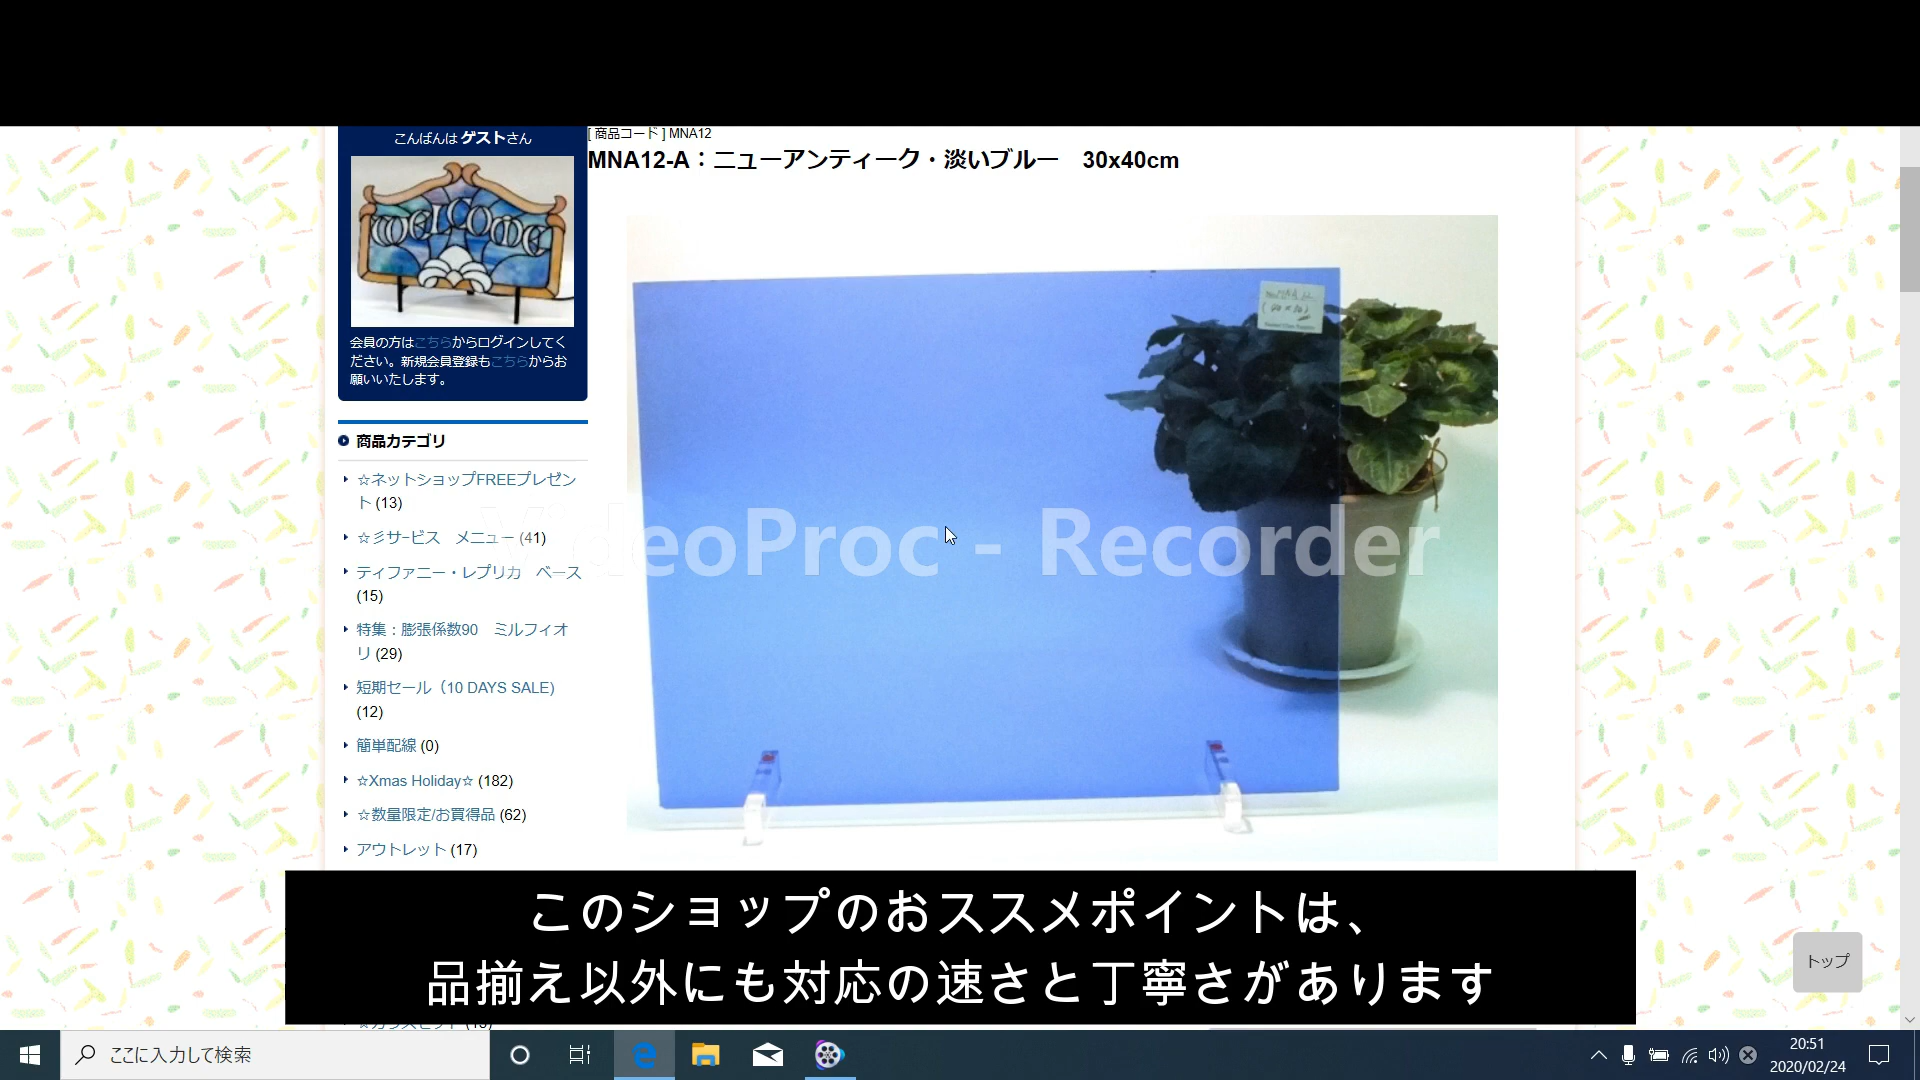 こんばんは ゲストさん
WELCOME
会員の方はこちらからログインしてく
ださい。新規会員登録もこちらからお
願いいたします。
商品カテゴリ
☆ネットショップFREEプレゼン
ト (13)
☆彡サービス　メニュー (41)
ティファニー・レプリカ　ベース
(15)
特集：膨張係数90　ミルフィオ
リ (29)
短期セール（10 DAYS SALE)
(12)
簡単配線 (0)
☆Xmas Holiday☆ (182)
☆数量限定/お買得品 (62)
アウトレット (17)
[ 商品コード ] MNA12
MNA12-A：ニューアンティーク・淡いブルー　30x40cm
VideoProc - Recorder
このショップのおススメポイントは、
品揃え以外にも対応の速さと丁寧さがあります
トップ
ここに入力して検索
20:51
2020/02/24